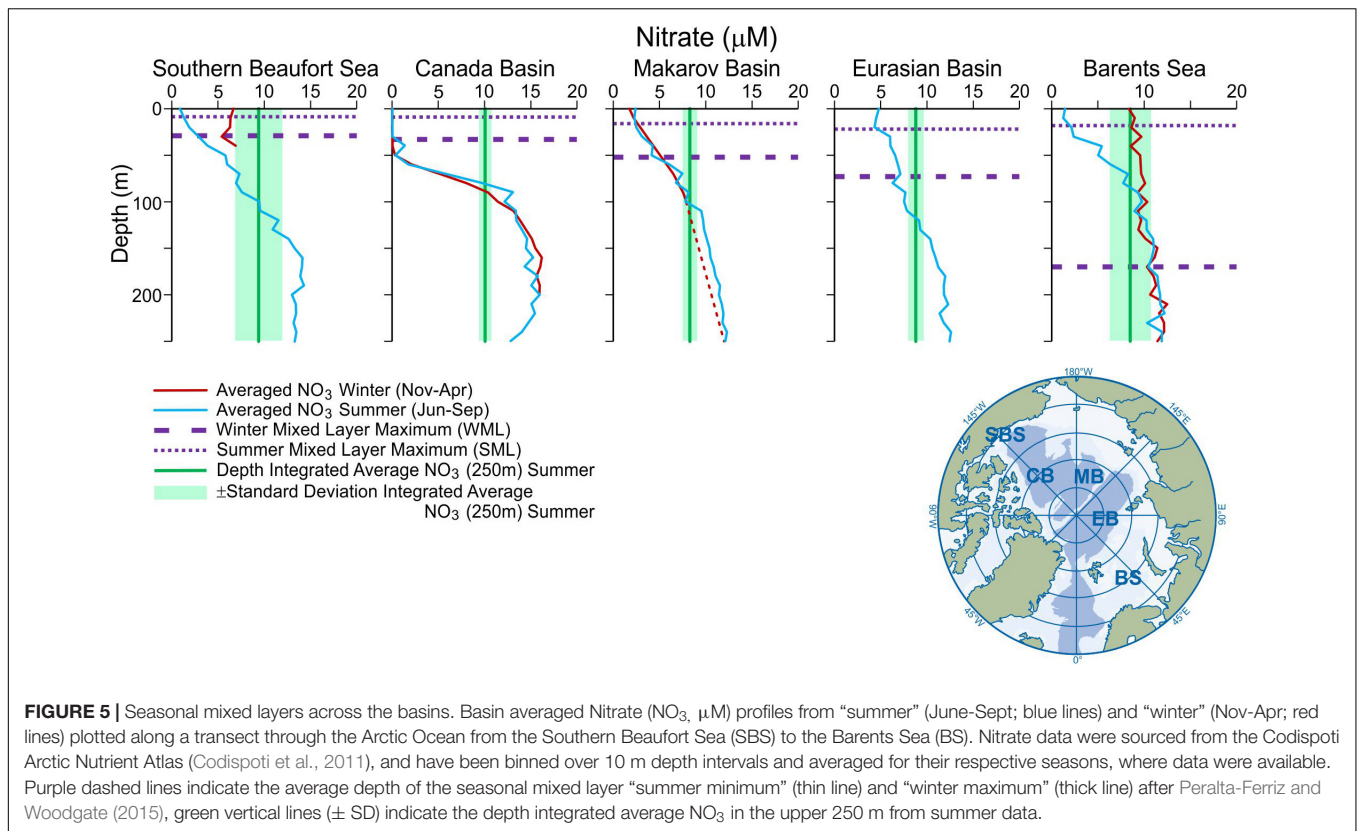 Nitrate (μM)
Southern Beaufort Sea Canada Basin Makarov Basin Eurasian Basin Barents Sea
0 5 10 15 20 0 5 10 15 20 0 5 10 15 20 0 5 10 15 20 0 5 10 15 20
0
100
200
Depth (m)
Averaged NO₃ Winter (Nov-Apr)
Averaged NO₃ Summer (Jun-Sep)
Winter Mixed Layer Maximum (WML)
Summer Mixed Layer Maximum (SML)
Depth Integrated Average NO₃ (250m) Summer
±Standard Deviation Integrated Average
NO₃ (250m) Summer
180°W
145°W
145°E
SBS
CB MB
90°W
EB
90°E
BS
45°W
45°E
0°
FIGURE 5 | Seasonal mixed layers across the basins. Basin averaged Nitrate (NO₃, μM) profiles from “summer” (June-Sept; blue lines) and “winter” (Nov-Apr; red
lines) plotted along a transect through the Arctic Ocean from the Southern Beaufort Sea (SBS) to the Barents Sea (BS). Nitrate data were sourced from the Codispoti
Arctic Nutrient Atlas (Codispoti et al., 2011), and have been binned over 10 m depth intervals and averaged for their respective seasons, where data were available.
Purple dashed lines indicate the average depth of the seasonal mixed layer “summer minimum” (thin line) and “winter maximum” (thick line) after Peralta-Ferriz and
Woodgate (2015), green vertical lines (± SD) indicate the depth integrated average NO₃ in the upper 250 m from summer data.